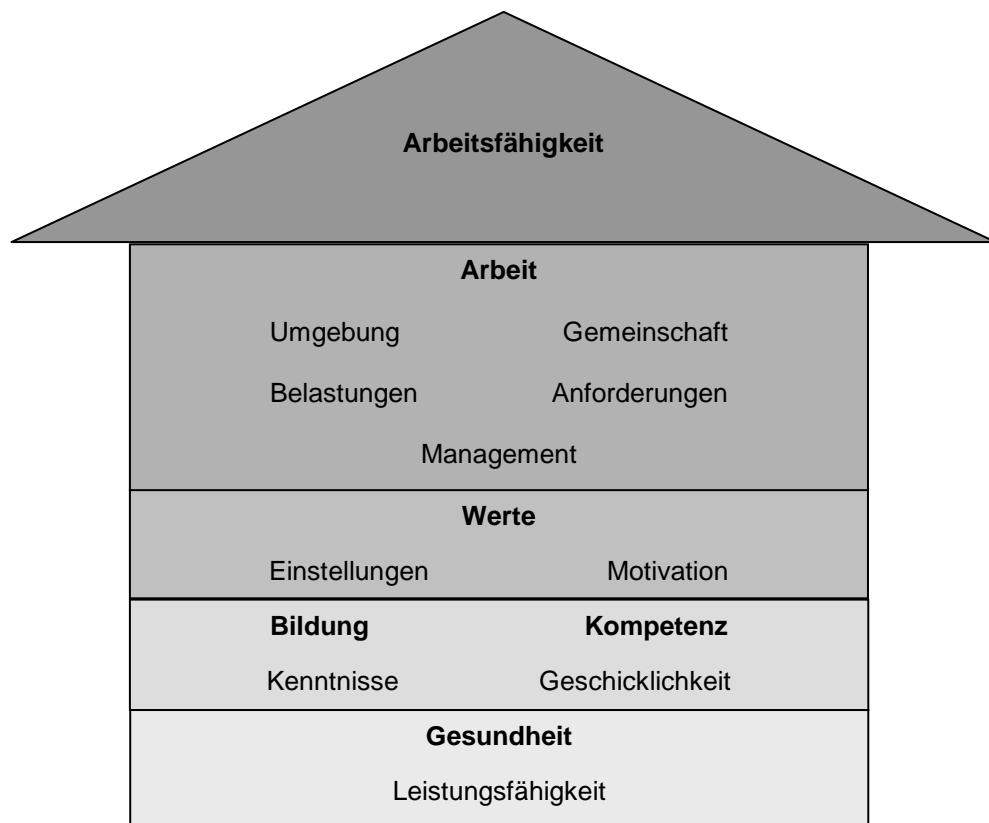 Arbeitsfähigkeit
Arbeit
Umgebung Gemeinschaft
Belastungen Anforderungen
Management
Werte
Einstellungen Motivation
Bildung Kompetenz
Kenntnisse Geschicklichkeit
Gesundheit
Leistungsfähigkeit